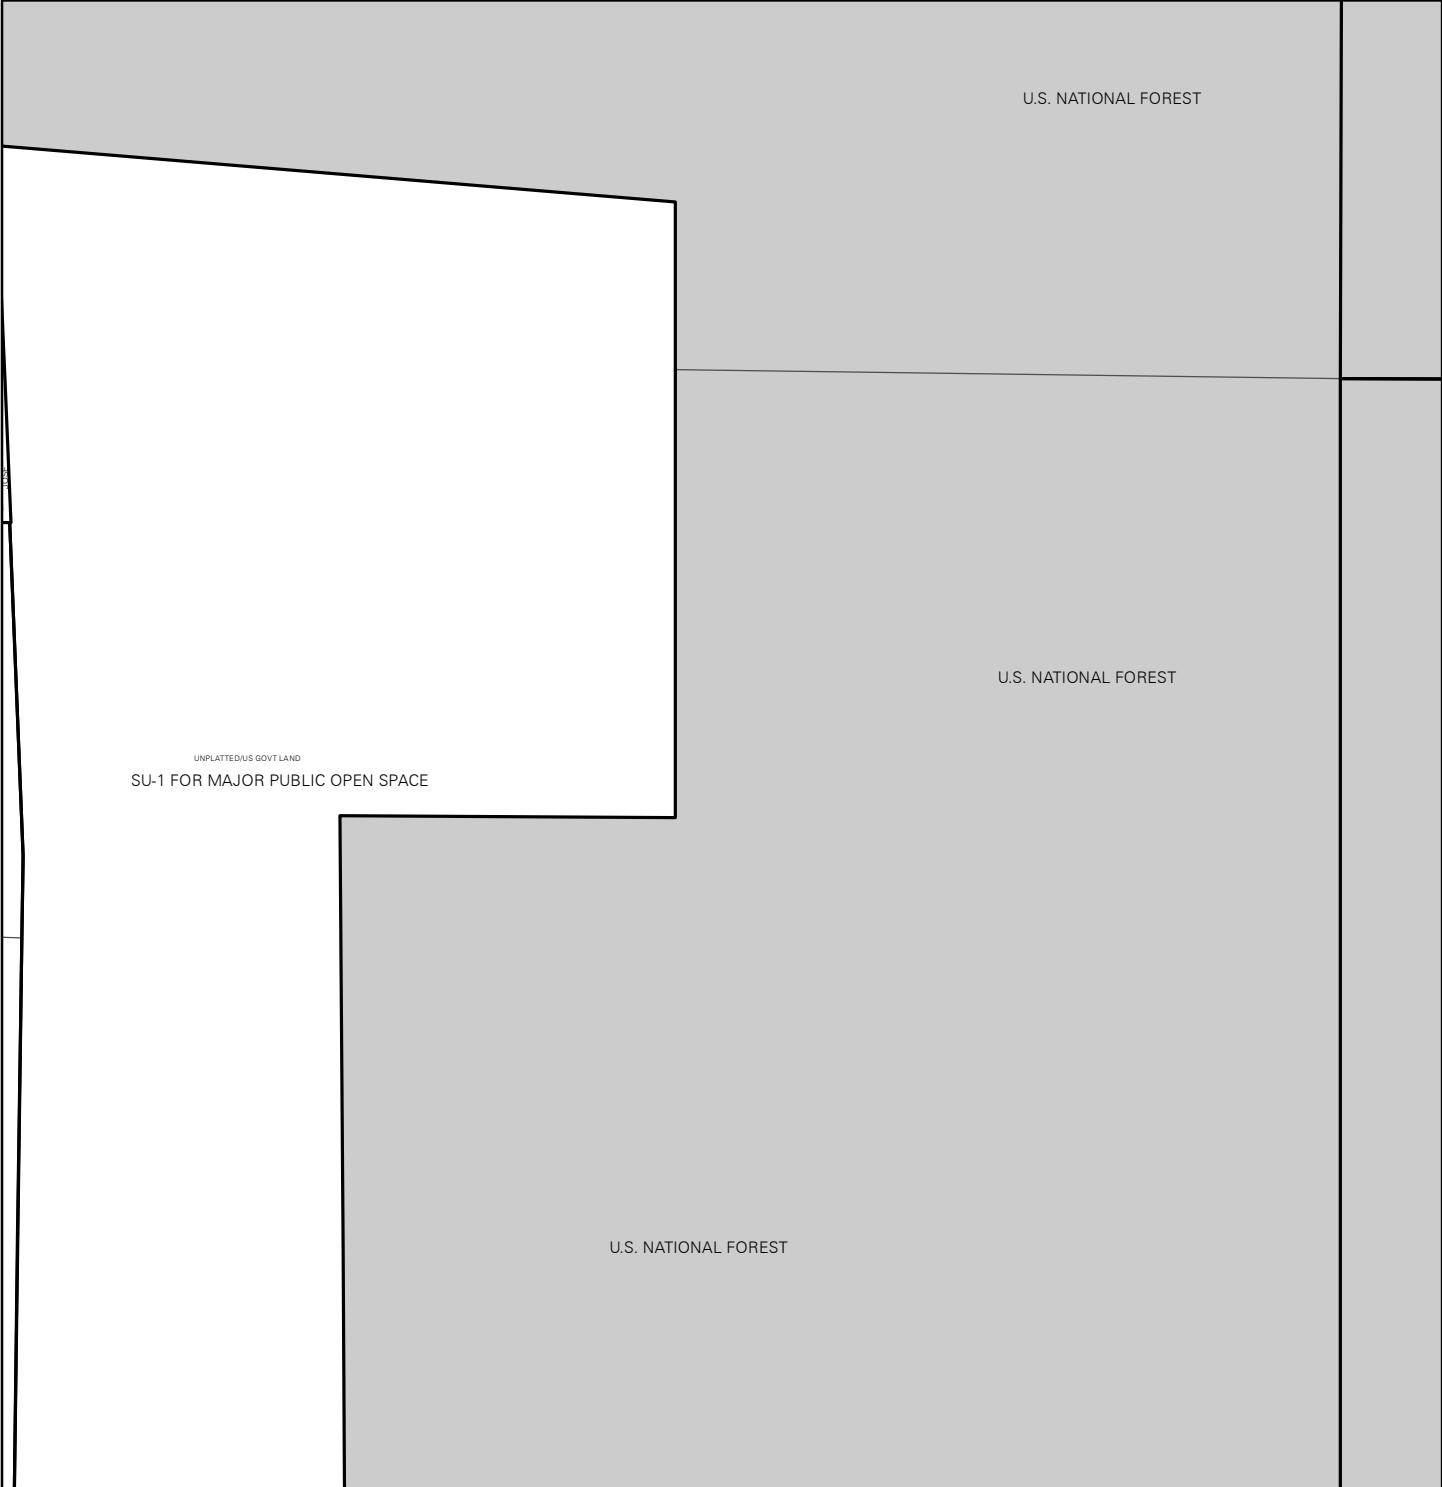 U.S. NATIONAL FOREST
U.S. NATIONAL FOREST
UNPLATTED/US GOVT LAND
SU-1 FOR MAJOR PUBLIC OPEN SPACE
U.S. NATIONAL FOREST